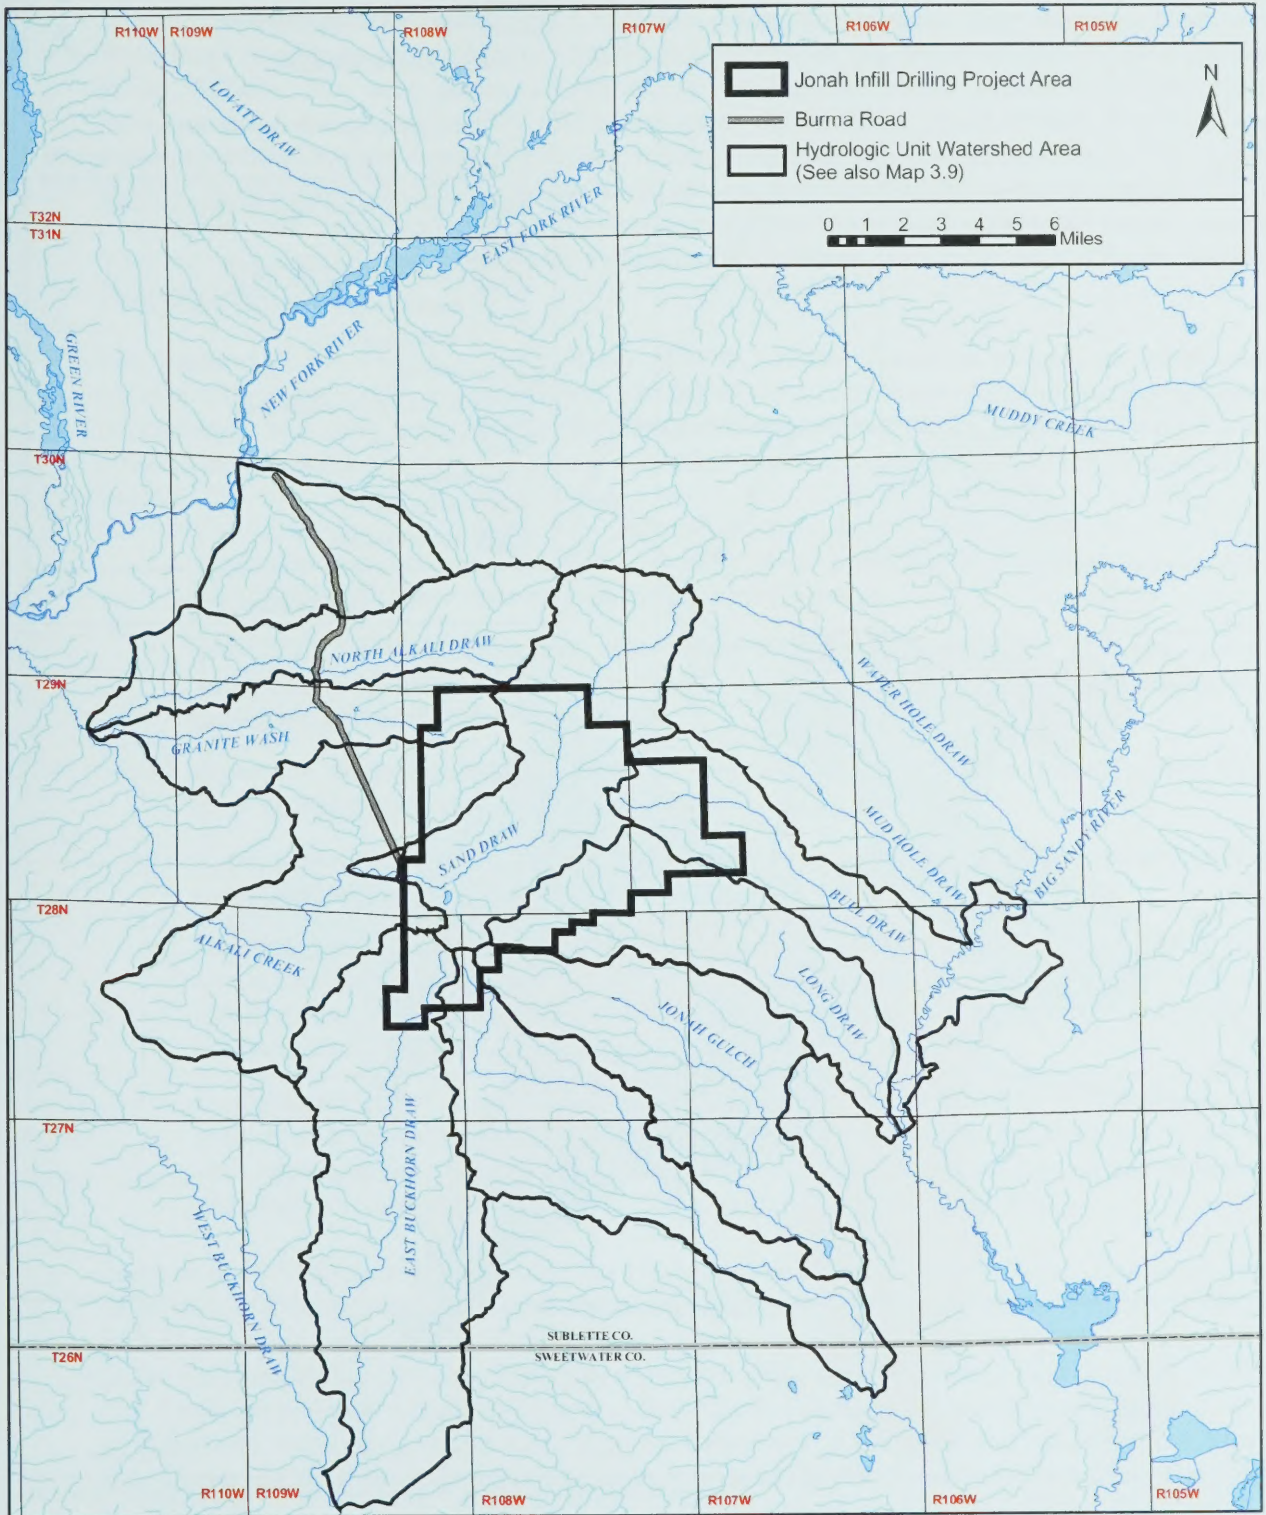 R110W R109W
R108W
R107W
R106W
R105W
Jonah Infill Drilling Project Area
Burma Road
Hydrologic Unit Watershed Area
(See also Map 3.9)
N
0 1 2 3 4 5 6
Miles
LOVATT DRAW
T32N
T31N
EAST FORK RIVER
GREEN RIVER
NEW FORK RIVER
MUDDY CREEK
T30N
NORTH ALKALI DRAW
WATER HOLE DRAW
T29N
GRANITE WASH
SAND DRAW
MUD HOLE DRAW
BIG SANDY RIVER
T28N
BULL DRAW
ALKALI CREEK
LONG DRAW
JONAH GULCH
T27N
EAST BUCKHORN DRAW
WEST BUCKHORN DRAW
SUBLETTE CO.
SWEETWATER CO.
T26N
R110W R109W
R108W
R107W
R106W
R105W